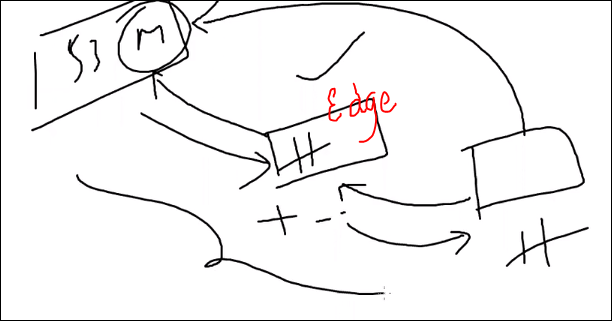 S3 M
Edge
H
+ --
H